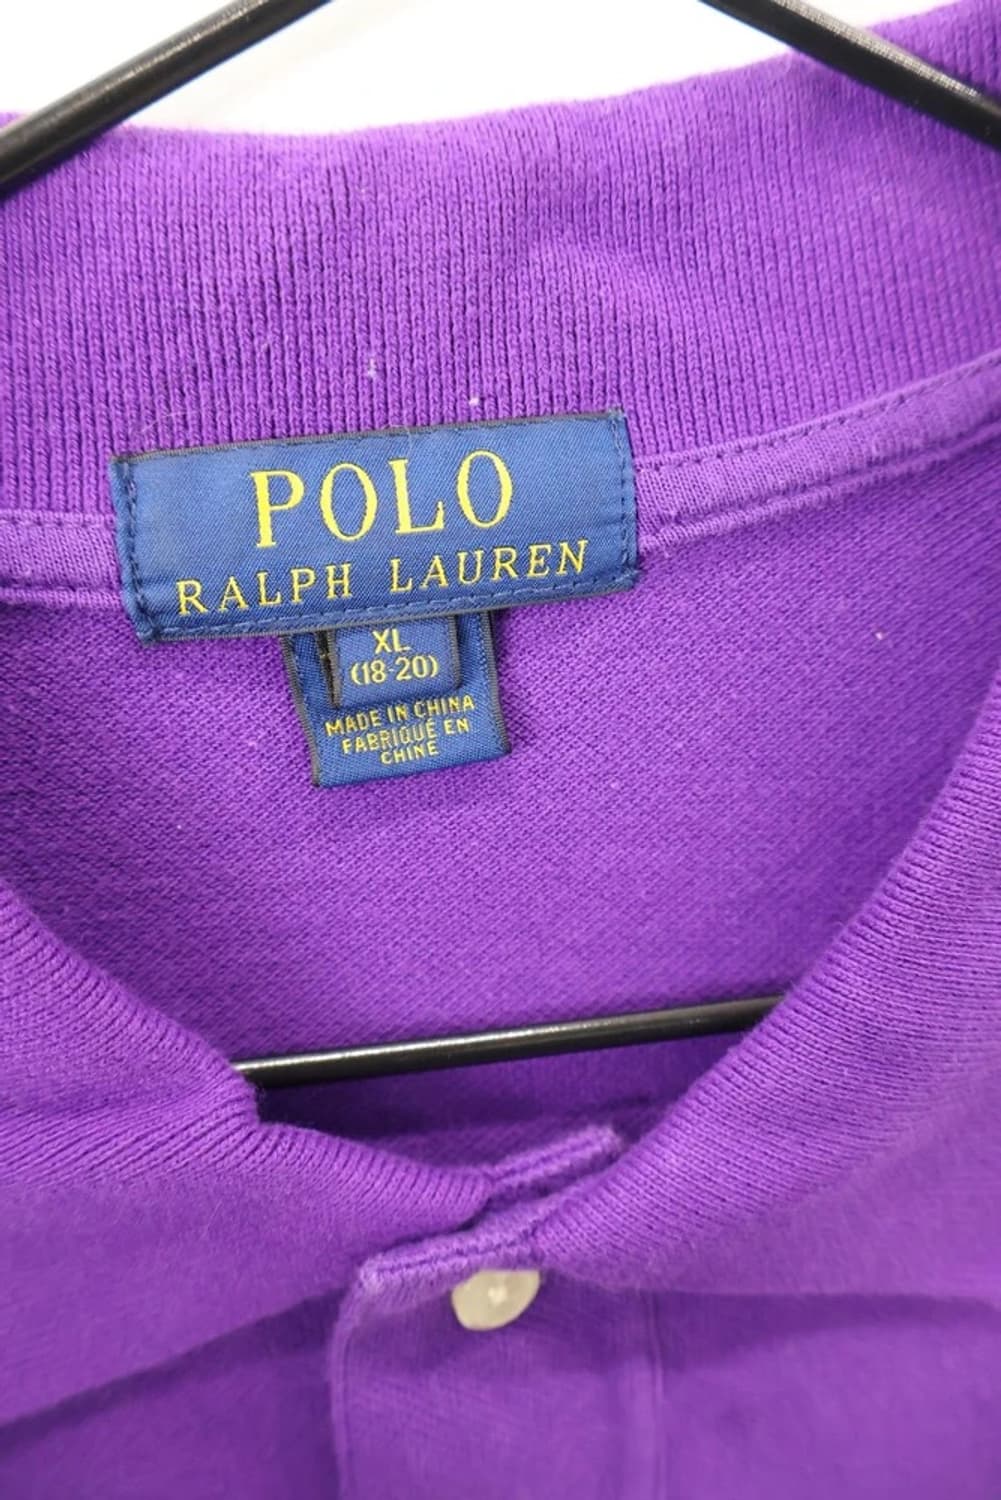 POLO
RALPH LAUREN
XL
(18-20)
MADE IN CHINA
FABRIQUÉ EN
CHINE